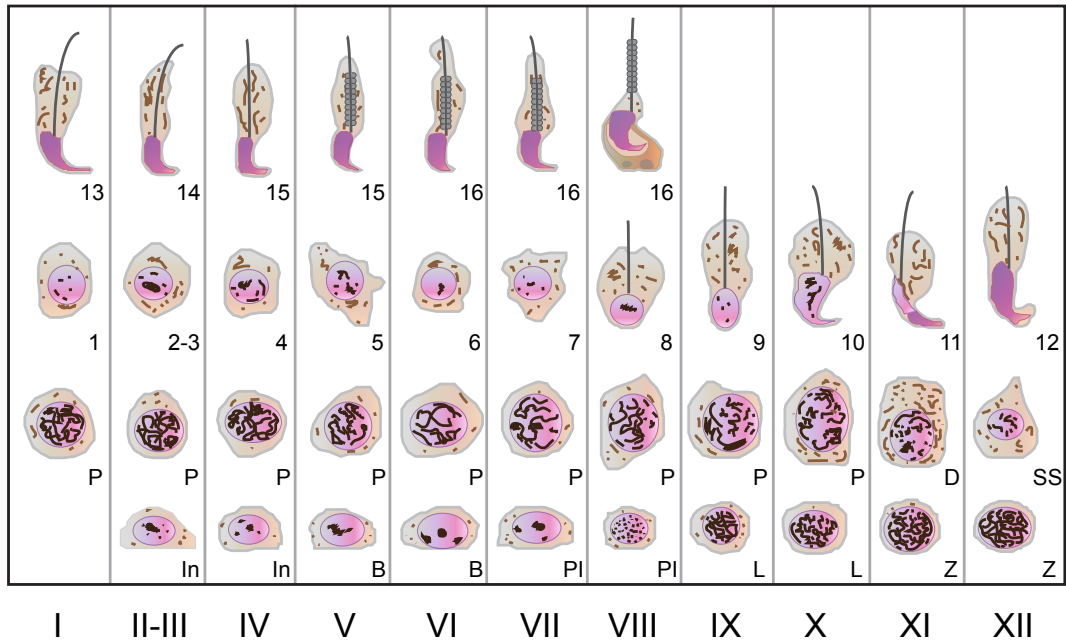 13 14 15 15 16 16 16
1 2-3 4 5 6 7 8 9 10 11 12
P P P P P P P P P D SS
In In B B Pl Pl L L Z Z
I II-III IV V VI VII VIII IX X XI XII